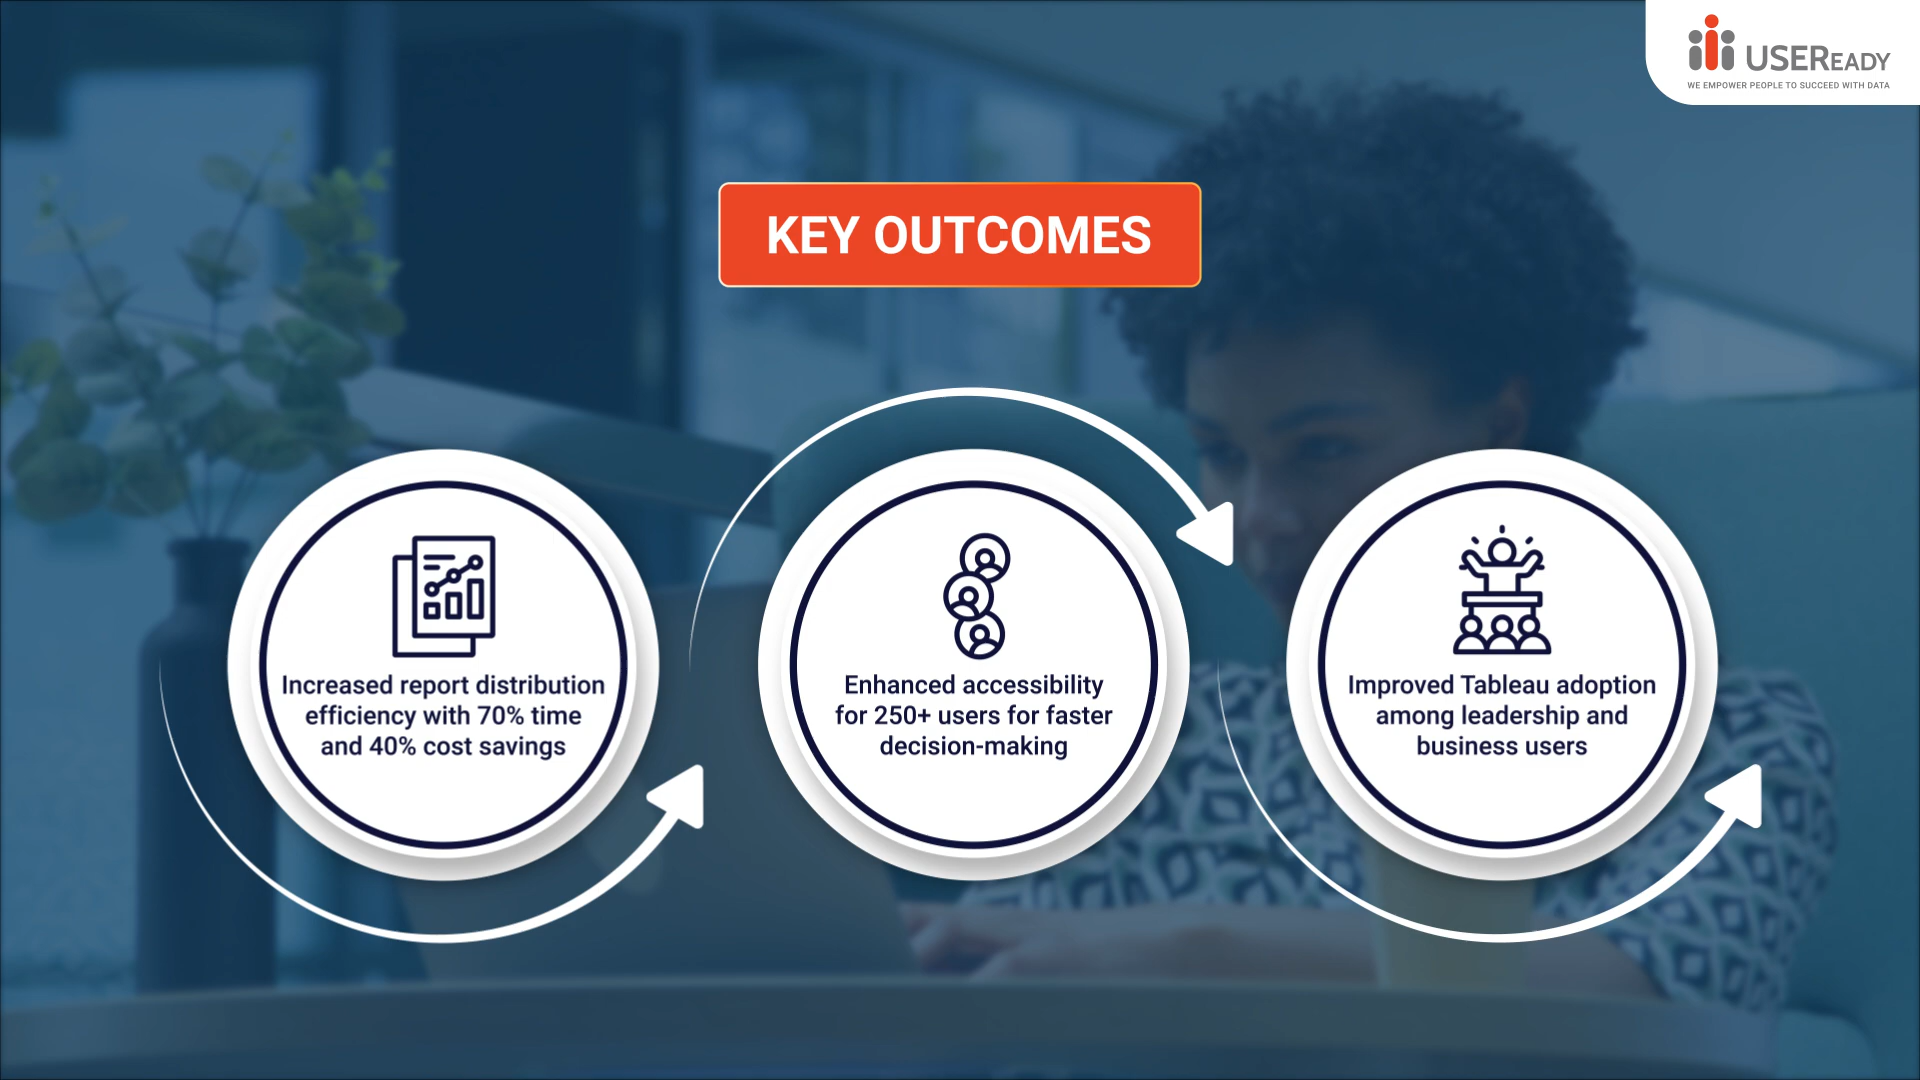 USEREADY
WE EMPOWER PEOPLE TO SUCCEED WITH DATA
KEY OUTCOMES
Increased report distribution
efficiency with 70% time
and 40% cost savings
Enhanced accessibility
for 250+ users for faster
decision-making
Improved Tableau adoption
among leadership and
business users